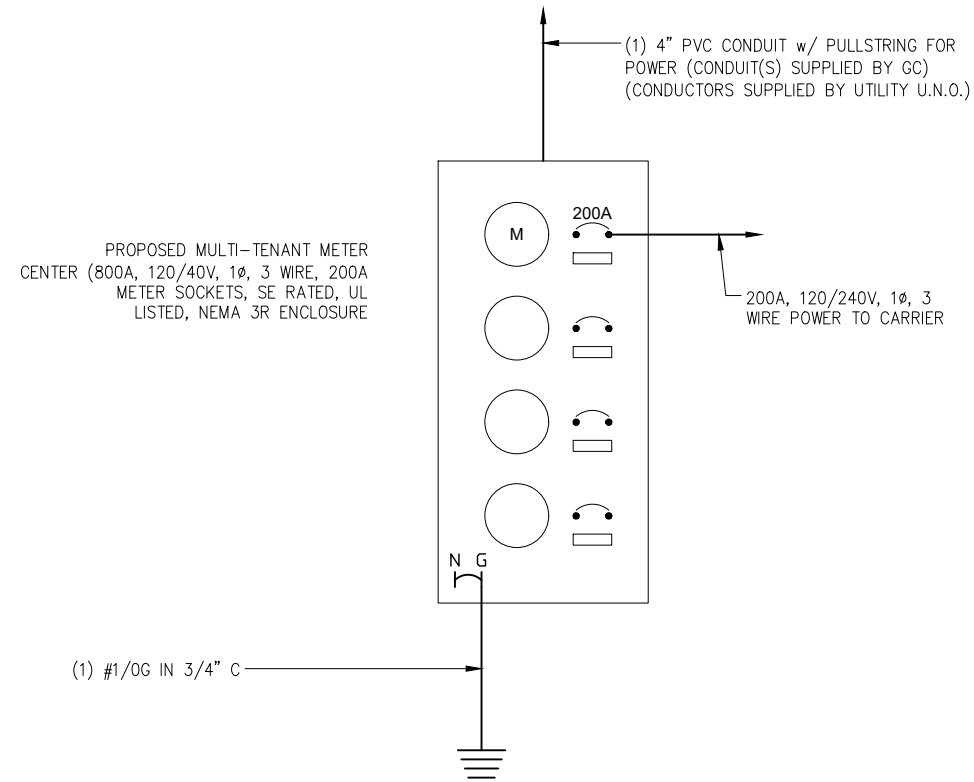 (1) 4" PVC CONDUIT w/ PULLSTRING FOR
POWER (CONDUIT(S) SUPPLIED BY GC)
(CONDUCTORS SUPPLIED BY UTILITY U.N.O.)
PROPOSED MULTI-TENANT METER
CENTER (800A, 120/40V, 1ø, 3 WIRE, 200A
METER SOCKETS, SE RATED, UL
LISTED, NEMA 3R ENCLOSURE
200A
M
200A, 120/240V, 1ø, 3
WIRE POWER TO CARRIER
N G
(1) #1/0G IN 3/4" C